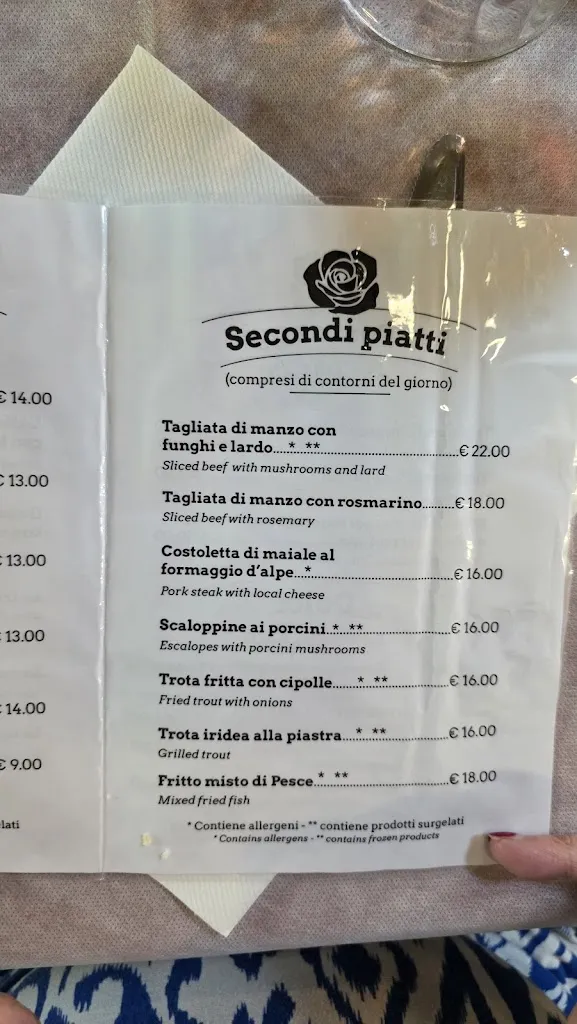 € 14.00
€ 13.00
€ 13.00
€ 13.00
€ 14.00
€ 9.00
Secondi piatti
(compresi di contorni del giorno)
Tagliata di manzo con
funghi e lardo....* **....€ 22.00
Sliced beef with mushrooms and lard
Tagliata di manzo con rosmarino.........€ 18.00
Sliced beef with rosmary
Costoletta di maiale al
formaggio d'alpe..*....€ 16.00
Pork steak with local cheese
Scaloppine ai porcini..* **....€ 16.00
Escalopes with porcini mushrooms
Trota fritta con cipolle....* **....€ 16.00
Fried trout with onions
Trota iridea alla piastra...* **....€ 16.00
Grilled trout
Fritto misto di Pesce * **....€ 18.00
Mixed fried fish
* Contiene allergeni - ** contiene prodotti surgelati
* Contains allergens - ** contains frozen products